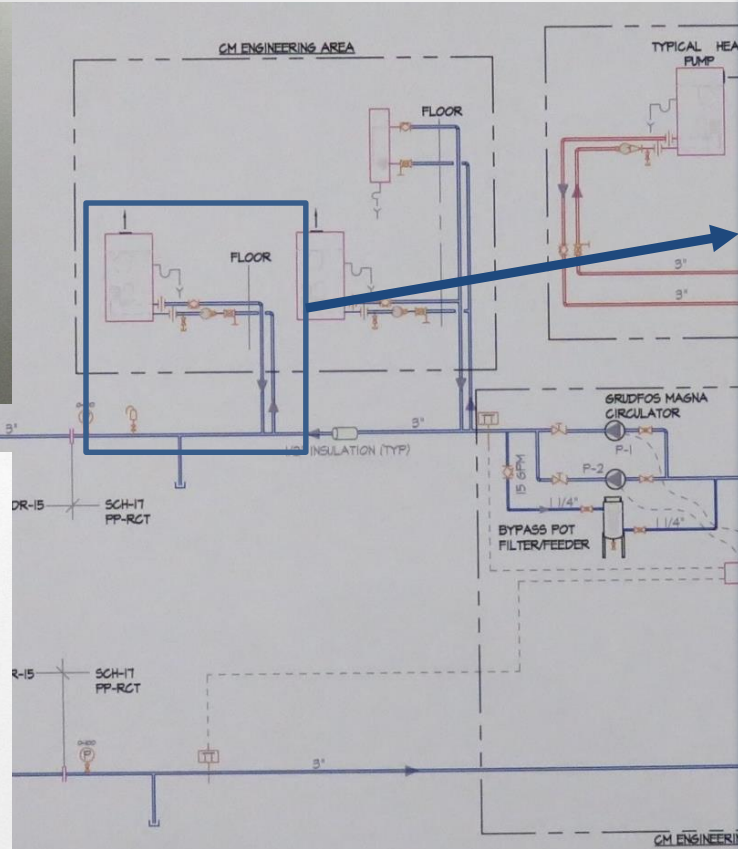 CM ENGINEERING AREA
TYPICAL HEA
PUMP
FLOOR
FLOOR
3"
3"
3"
3"
GRUDFOS MAGNA
CIRCULATOR
INSULATION (TYP)
P-1
15 GPM
P-2
1 1/4"
1 1/4"
BYPASS POT
FILTER/FEEDER
DR-15
SCH-17
PP-RCT
R-15
SCH-17
PP-RCT
P
3"
CM ENGINEERIN